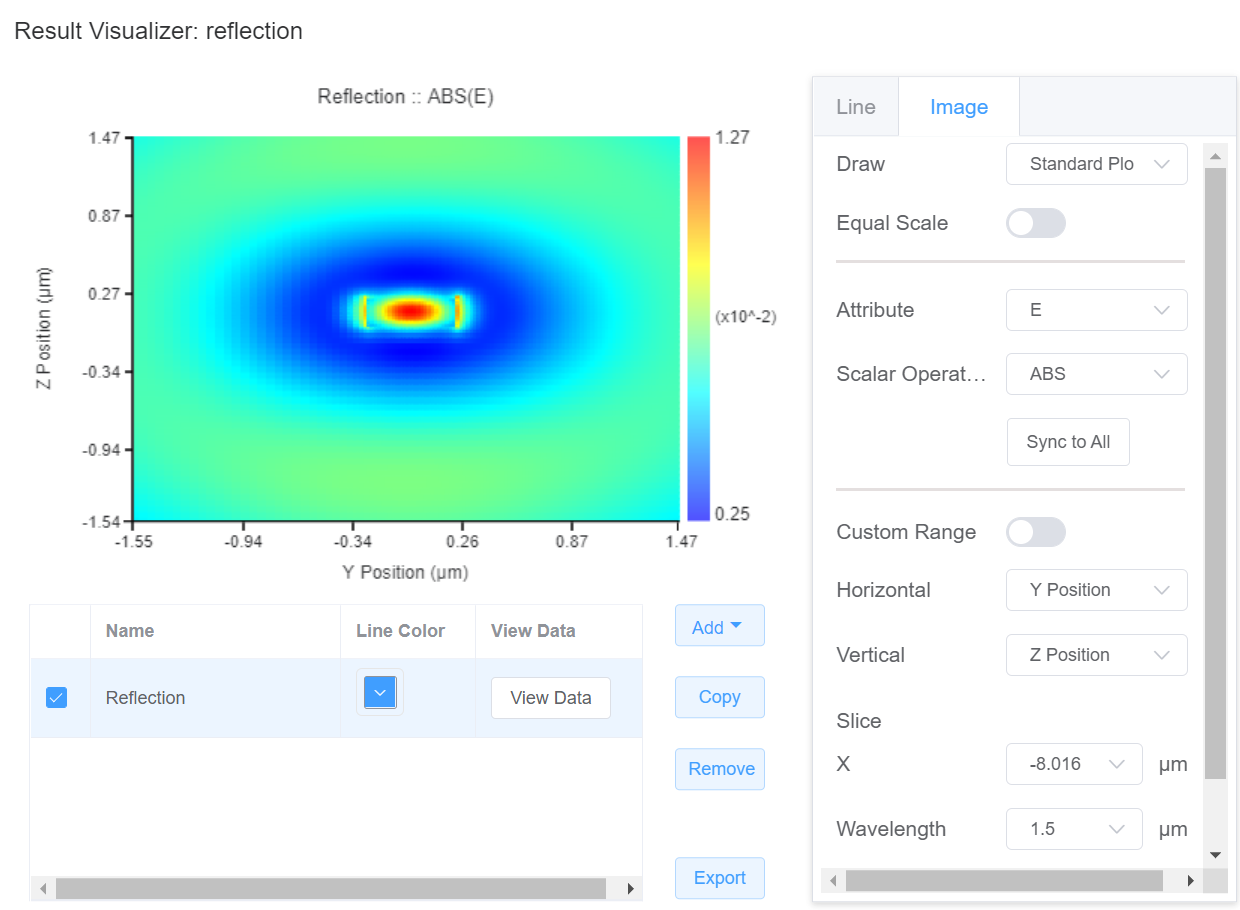 Result Visualizer: reflection
Reflection :: ABS(E)
1.47
0.87
0.27
-0.34
-0.94
-1.54
Z Position (µm)
-1.55 -0.94 -0.34 0.26 0.87 1.47
Y Position (µm)
1.27
(x10^-2)
0.25
Name Line Color View Data
Reflection View Data
Add
Copy
Remove
Export
Line Image
Draw Standard Plo
Equal Scale
Attribute E
Scalar Operat... ABS
Sync to All
Custom Range
Horizontal Y Position
Vertical Z Position
Slice
X -8.016 µm
Wavelength 1.5 µm